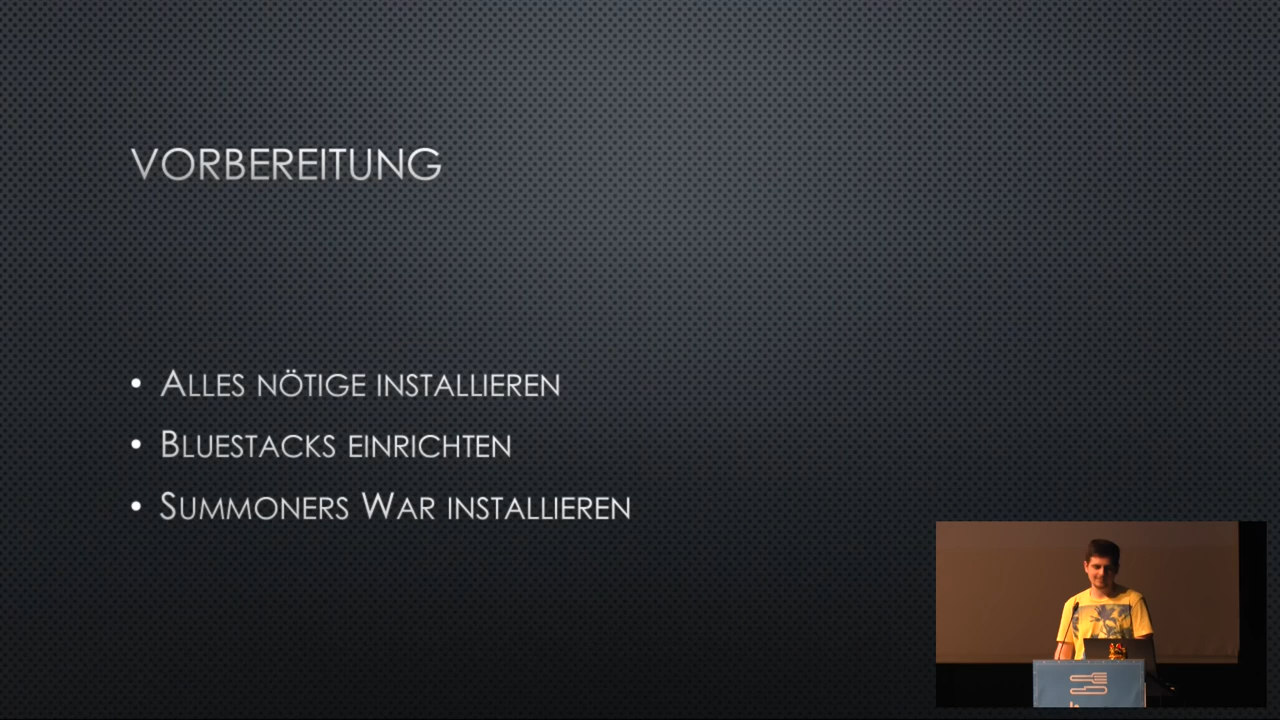 VORBEREITUNG
• ALLES NÖTIGE INSTALLIEREN
• BLUESTACKS EINRICHTEN
• SUMMONERS WAR INSTALLIEREN